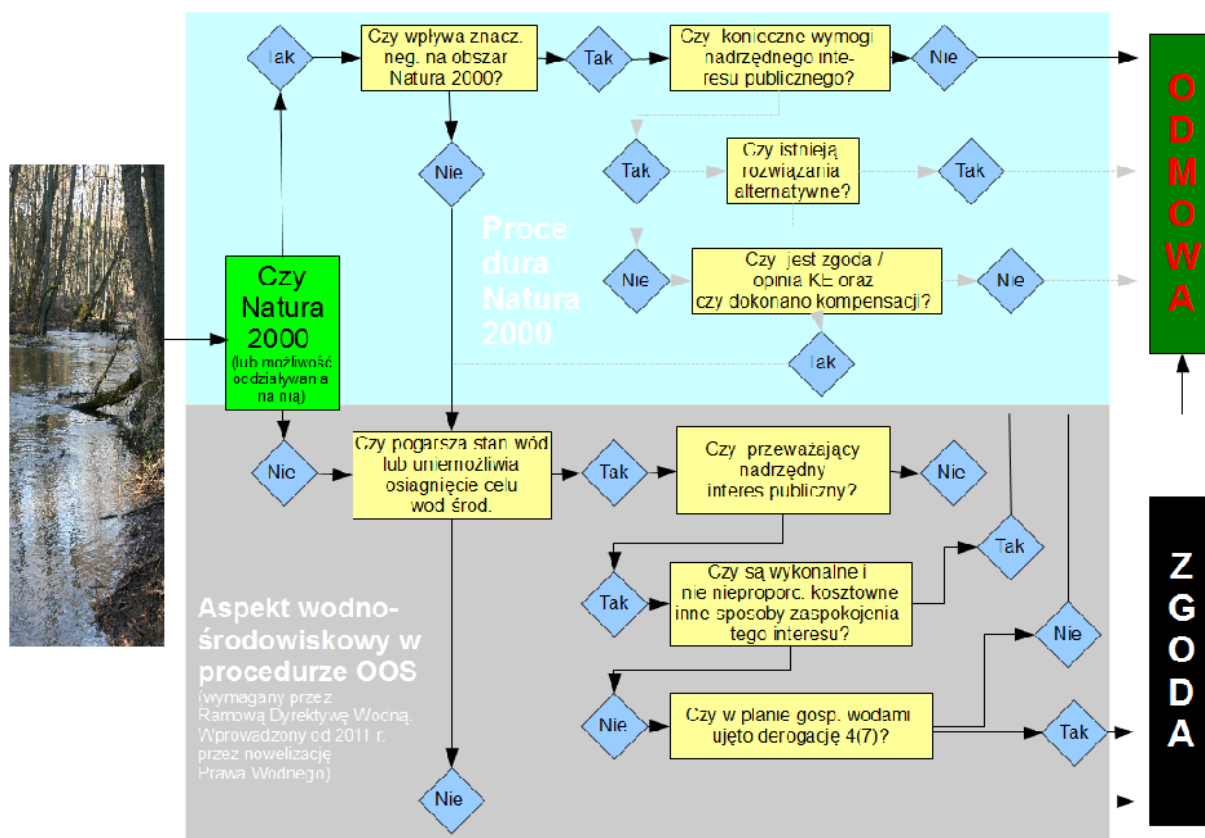 Tak
Czy wpływa znacz.
neg. na obszar
Natura 2000?
Tak
Czy konicczne wymogi
nadrzędnego inte-
resu publicznego?
Nie
Nie
Tak
Czy istnieją
rozwiązania
alternatywne?
Tak
Proce
dura
Natura
2000
Nie
Czy jest zgoda /
opinia KE oraz
czy dokonano kompensacji?
Nie
Tak
Czy
Natura
2000
(lub możliwość
oddziaływania
na nią)
O
D
M
O
W
A
Nie
Czy pogarsza stan wód
lub uniemożliwia
osiagnięcie celu
wod środ.
Tak
Czy przeważający
nadrzędny
interes publiczny?
Nie
Tak
Czy są wykonalne i
nie nieproporc. kosztowne
inne sposoby zaspokojenia
tego interesu?
Tak
Nie
Nie
Czy w planie gosp. wodami
ujęto derogację 4(7)?
Tak
Aspekt wodno-
środowiskowy w
procedurze OOS
(wymagany przez
Ramową Dyrektywę Wodną.
Wprowadzony od 2011 r.
przez nowelizację
Prawa Wodnego)
Nie
Z
G
O
D
A